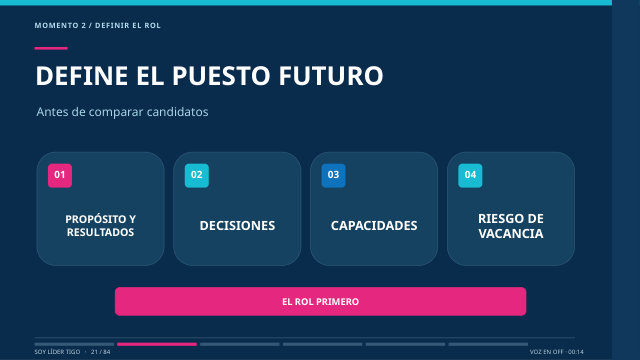 MOMENTO 2 / DEFINIR EL ROL
DEFINE EL PUESTO FUTURO
Antes de comparar candidatos
01
PROPÓSITO Y
RESULTADOS
02
DECISIONES
03
CAPACIDADES
04
RIESGO DE
VACANCIA
EL ROL PRIMERO
SOY LÍDER TIGO · 21 / 84
VOZ EN OFF · 00:14